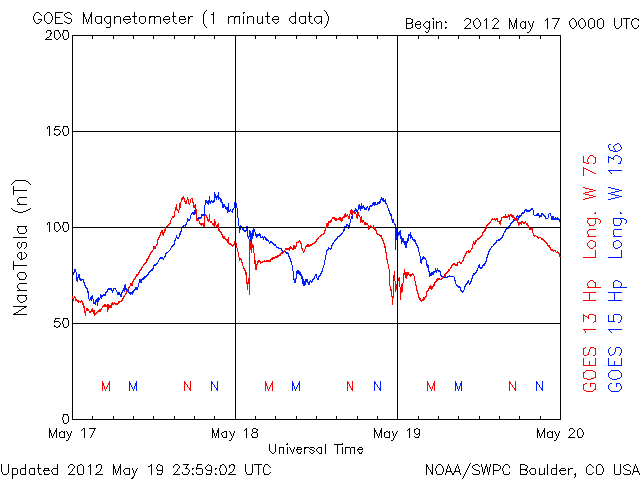 GOES Magnetometer (1 minute data)
Begin: 2012 May 17 0000 UTC
200
150
100
50
0
NanoTesla (nT)
M M N N M M N N M M N N
May 17 May 18 May 19 May 20
Universal Time
GOES 13 Hp Long. W 75
GOES 15 Hp Long. W 136
Updated 2012 May 19 23:59:02 UTC
NOAA/SWPC Boulder, CO USA